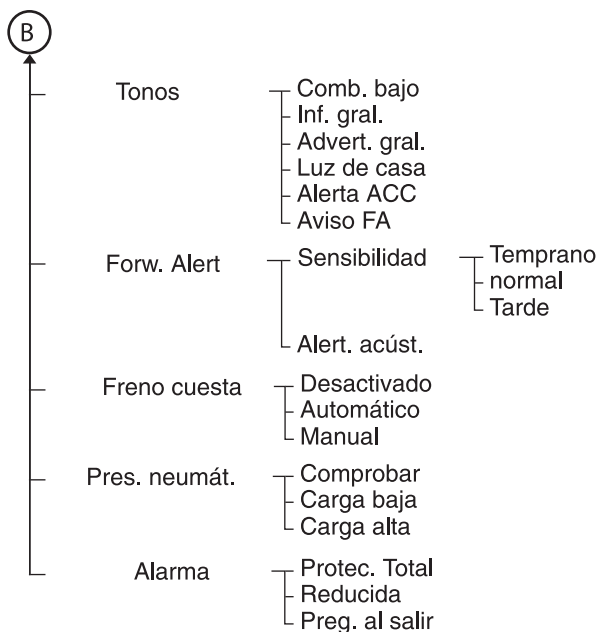 B
Tonos
Comb. bajo
Inf. gral.
Advert. gral.
Luz de casa
Alerta ACC
Aviso FA
Forw. Alert
Sensibilidad
Temprano
normal
Tarde
Alert. acúst.
Freno cuesta
Desactivado
Automático
Manual
Pres. neumát.
Comprobar
Carga baja
Carga alta
Alarma
Protec. Total
Reducida
Preg. al salir